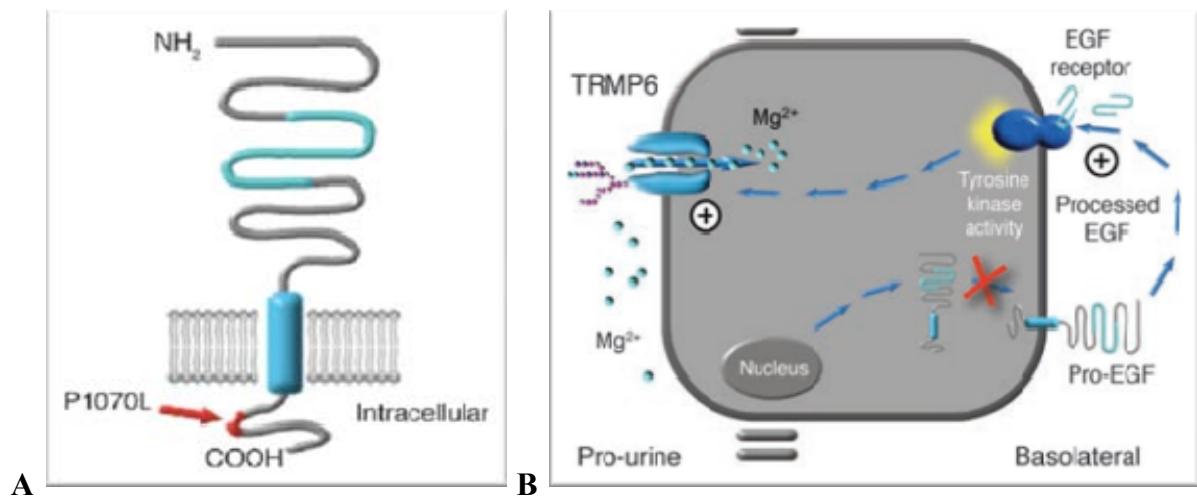 NH2
P1070L
Intracellular
COOH
A
TRMP6
Mg2+
EGF
receptor
Tyrosine
kinase
activity
Processed
EGF
Mg2+
Nucleus
Pro-EGF
Pro-urine
Basolateral
B